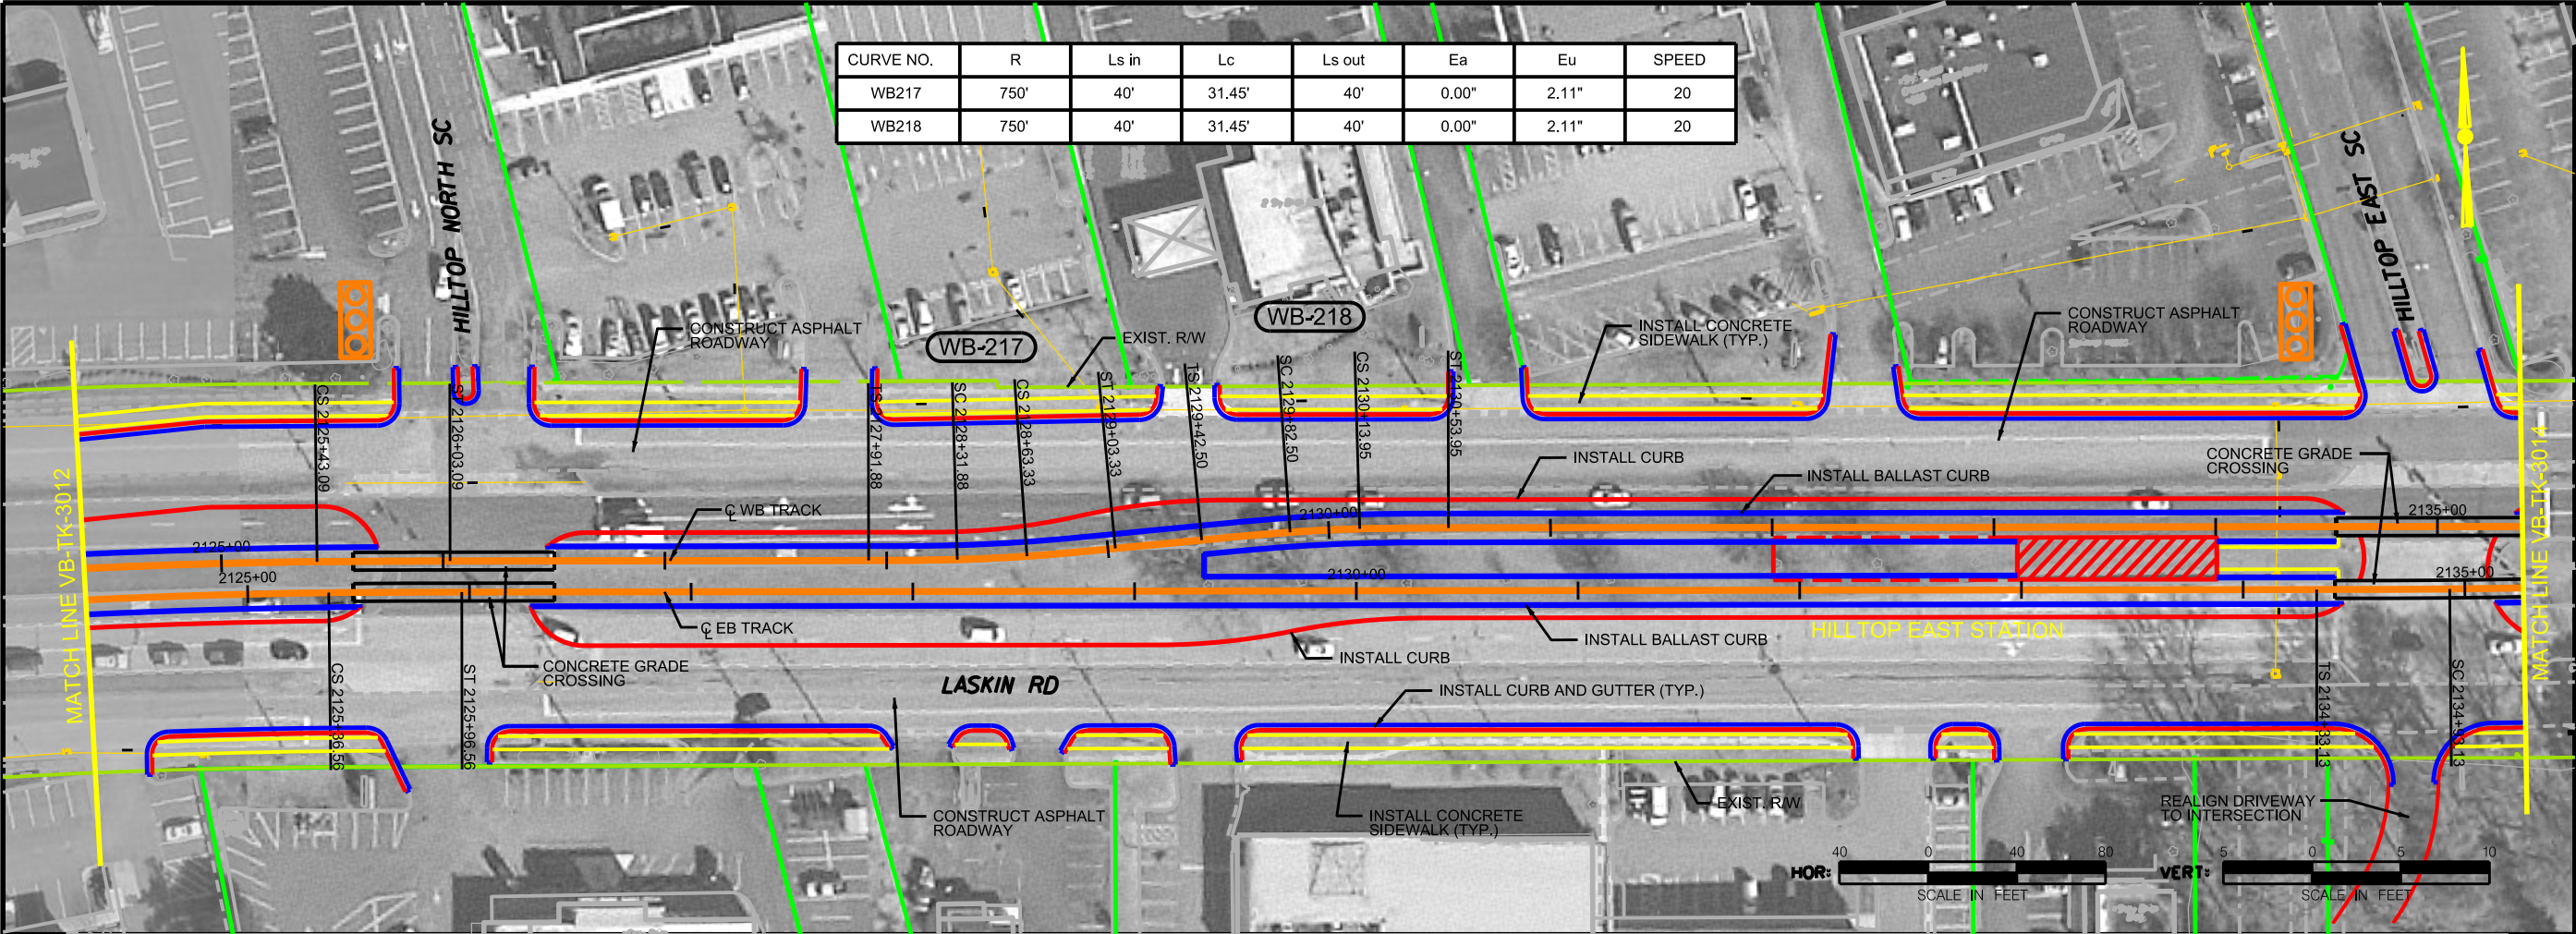 CURVE NO. R Ls in Lc Ls out Ea Eu SPEED
WB217 750' 40' 31.45' 40' 0.00" 2.11" 20
WB218 750' 40' 31.45' 40' 0.00" 2.11" 20
HILLTOP NORTH SC
HILLTOP EAST SC
WB-217
WB-218
CONSTRUCT ASPHALT
ROADWAY
EXIST. R/W
INSTALL CONCRETE
SIDEWALK (TYP.)
CONSTRUCT ASPHALT
ROADWAY
CS 2125+43.09
ST 2126+03.09
TS 2127+91.88
SC 2128+31.88
CS 2128+63.33
ST 2129+03.33
TS 2129+42.50
SC 2129+82.50
CS 2130+13.95
ST 2130+53.95
MATCH LINE VB-TK-3012
MATCH LINE VB-TK-3014
INSTALL CURB
INSTALL BALLAST CURB
CONCRETE GRADE
CROSSING
℄ WB TRACK
2125+00
2130+00
2135+00
2125+00
2130+00
2135+00
℄ EB TRACK
CONCRETE GRADE
CROSSING
INSTALL CURB
INSTALL BALLAST CURB
HILLTOP EAST STATION
CS 2125+36.56
ST 2125+96.56
TS 2134+33.13
SC 2134+93.13
LASKIN RD
INSTALL CURB AND GUTTER (TYP.)
CONSTRUCT ASPHALT
ROADWAY
INSTALL CONCRETE
SIDEWALK (TYP.)
EXIST. R/W
REALIGN DRIVEWAY
TO INTERSECTION
HOR: 40 0 40 80
SCALE IN FEET
VERT: 5 0 5 10
SCALE IN FEET